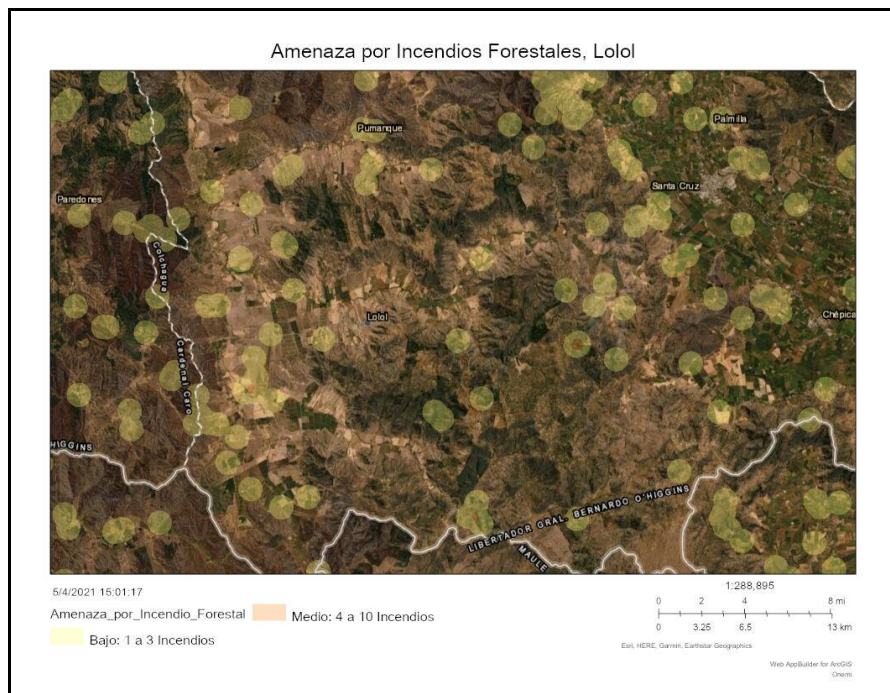 Amenaza por Incendios Forestales, Lolol
Pumanque
Palmilla
Paredones
Santa Cruz
Colchagua
Lolol
Chépica
Cardenal Caro
HIGGINS
LIBERTADOR GRAL. BERNARDO O'HIGGINS
MAULE
5/4/2021 15:01:17
Amenaza_por_Incendio_Forestal
Medio: 4 a 10 Incendios
Bajo: 1 a 3 Incendios
1:288,895
0 2 4 8 mi
0 3.25 6.5 13 km
Esri, HERE, Garmin, Earthstar Geographics
Web AppBuilder for ArcGIS
Onemi